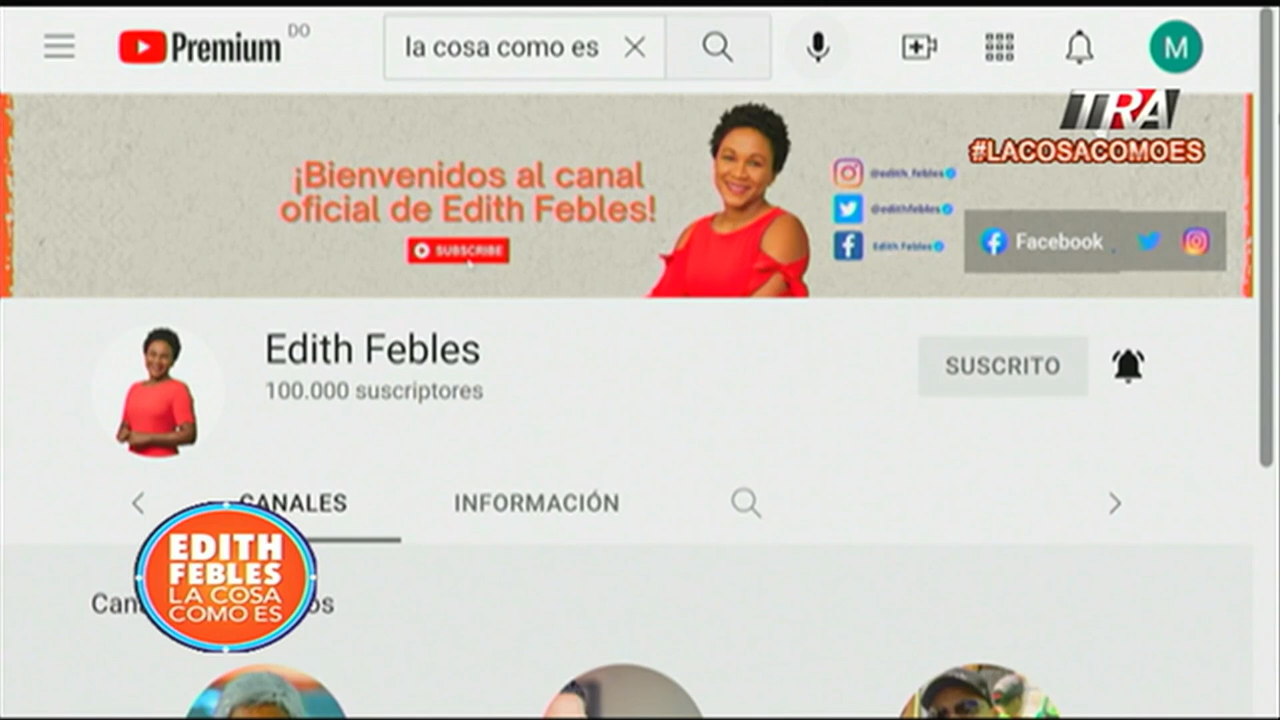 Premium
DO
la cosa como es
M
TRA
#LACOSACOMOES
¡Bienvenidos al canal
oficial de Edith Febles!
SUBSCRIBE
@edith_febles
@edithfebles
Edith Febles
Facebook
Edith Febles
100.000 suscriptores
SUSCRITO
CANALES
INFORMACIÓN
EDITH
FEBLES
LA COSA
COMO ES